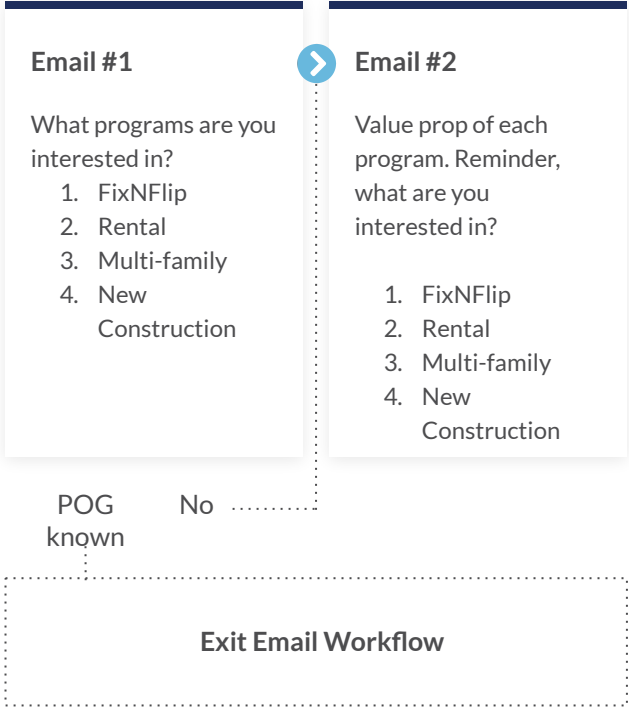 Email #1
What programs are you
interested in?
1. FixNFlip
2. Rental
3. Multi-family
4. New
Construction
Email #2
Value prop of each
program. Reminder,
what are you
interested in?
1. FixNFlip
2. Rental
3. Multi-family
4. New
Construction
POG
known
No
Exit Email Workflow